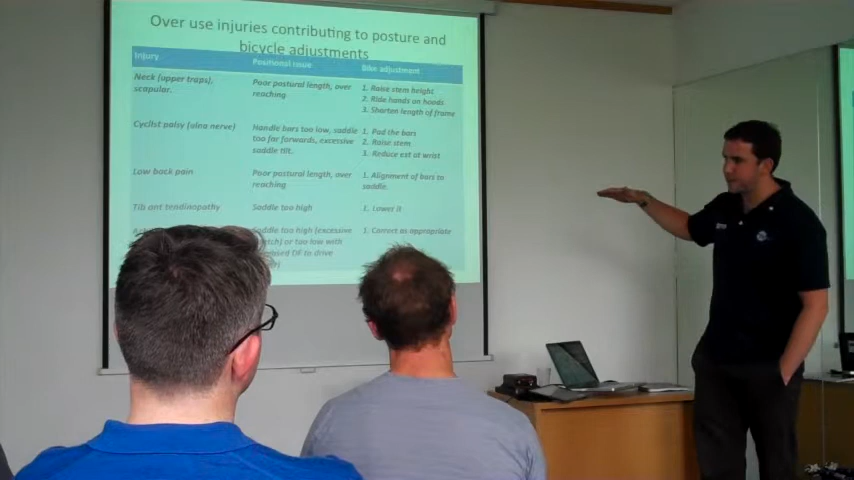 Over use injuries contributing to posture and
bicycle adjustments
Injury
Positional issue
Bike adjustment
Neck (upper traps),
scapular.
Poor postural length, over
reaching
1. Raise stem height
2. Ride hands on hoods
3. Shorten length of frame
Cyclist palsy (ulna nerve)
Handle bars too low, saddle
too far forwards, excessive
saddle tilt.
1. Pad the bars
2. Raise stem
3. Reduce ext at wrist
Low back pain
Poor postural length, over
reaching
1. Alignment of bars to
saddle.
Tib ant tendinopathy
Saddle too high
1. Lower it
Saddle too high (excessive
or too low with
DF to drive
1. Correct as appropriate